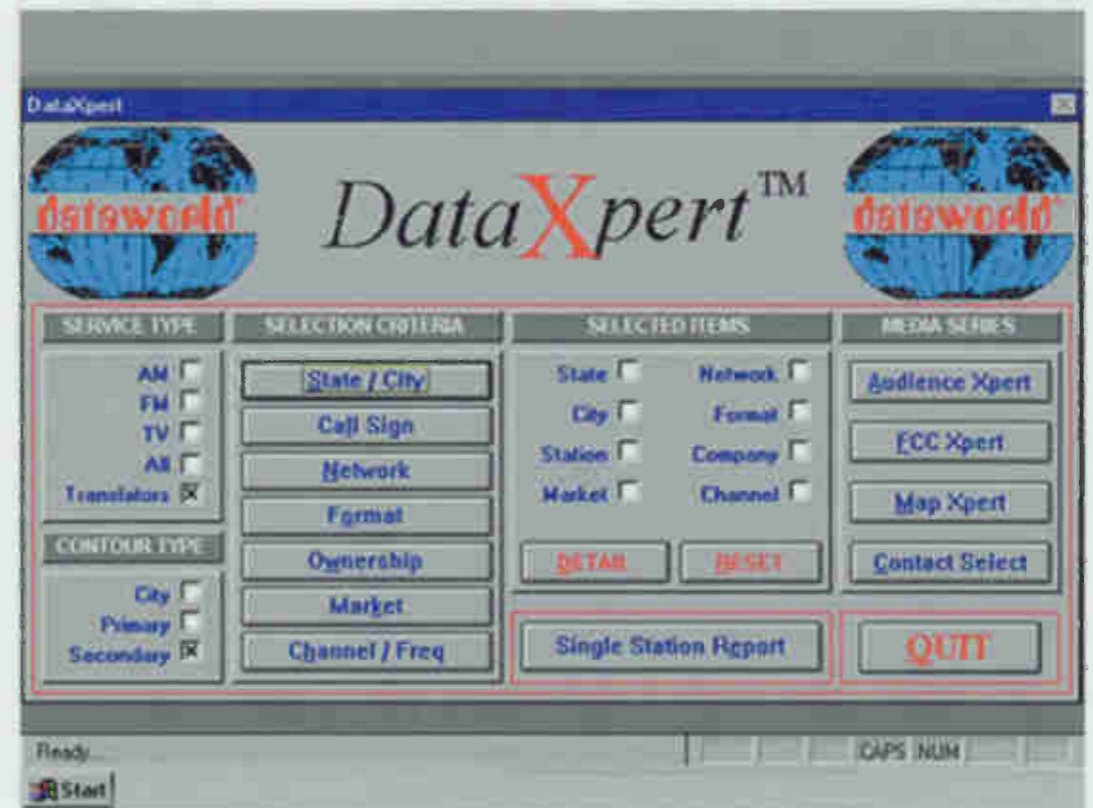 DataXpert
dataworld®
DataXpert™
dataworld®
SERVICE TYPE
AM
FM
TV
All
Translators
CONTOUR TYPE
City
Primary
Secondary
SELECTION CRITERIA
State / City
Call Sign
Network
Format
Ownership
Market
Channel / Freq
SELECTED ITEMS
State
Network
City
Format
Station
Company
Market
Channel
DETAIL
RESET
Single Station Report
MEDIA SERIES
Audience Xpert
FCC Xpert
Map Xpert
Contact Select
QUIT
Ready...
CAPS NUM
Start